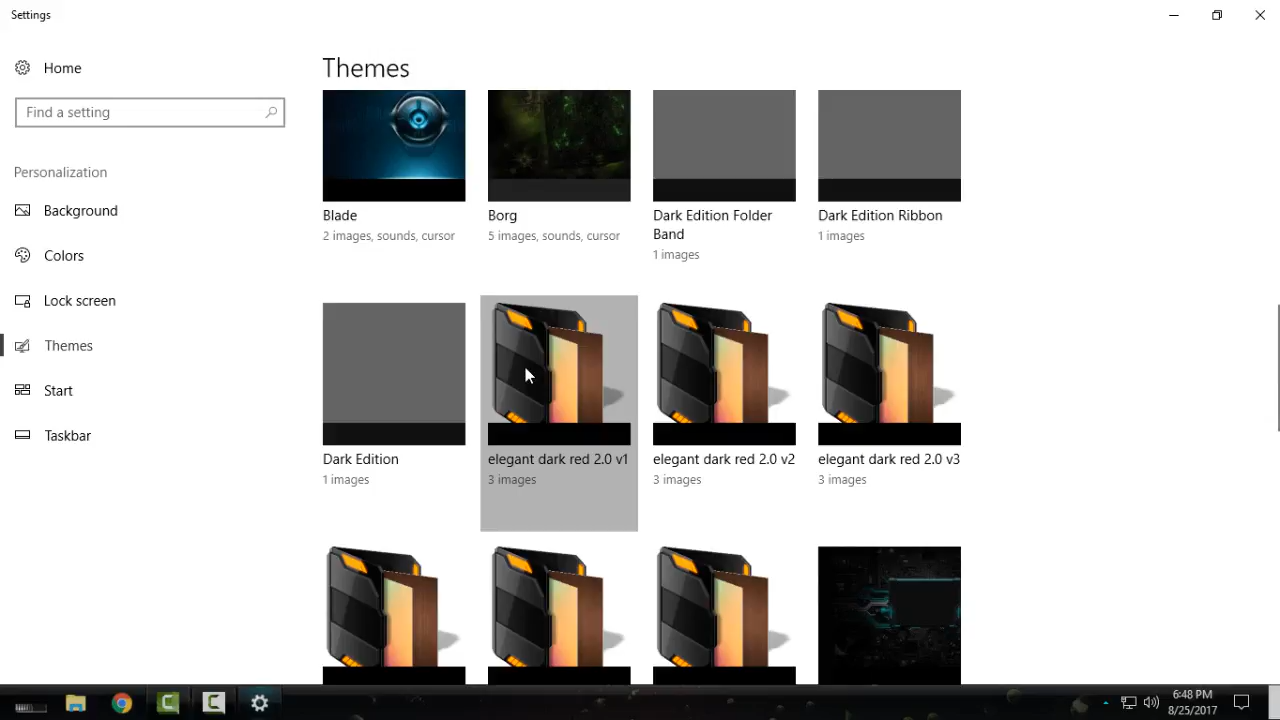 Settings
Home
Find a setting
Personalization
Background
Colors
Lock screen
Themes
Start
Taskbar
Themes
Blade
2 images, sounds, cursor
Borg
5 images, sounds, cursor
Dark Edition Folder
Band
1 images
Dark Edition Ribbon
1 images
Dark Edition
1 images
elegant dark red 2.0 v1
3 images
elegant dark red 2.0 v2
3 images
elegant dark red 2.0 v3
3 images
6:48 PM
8/25/2017